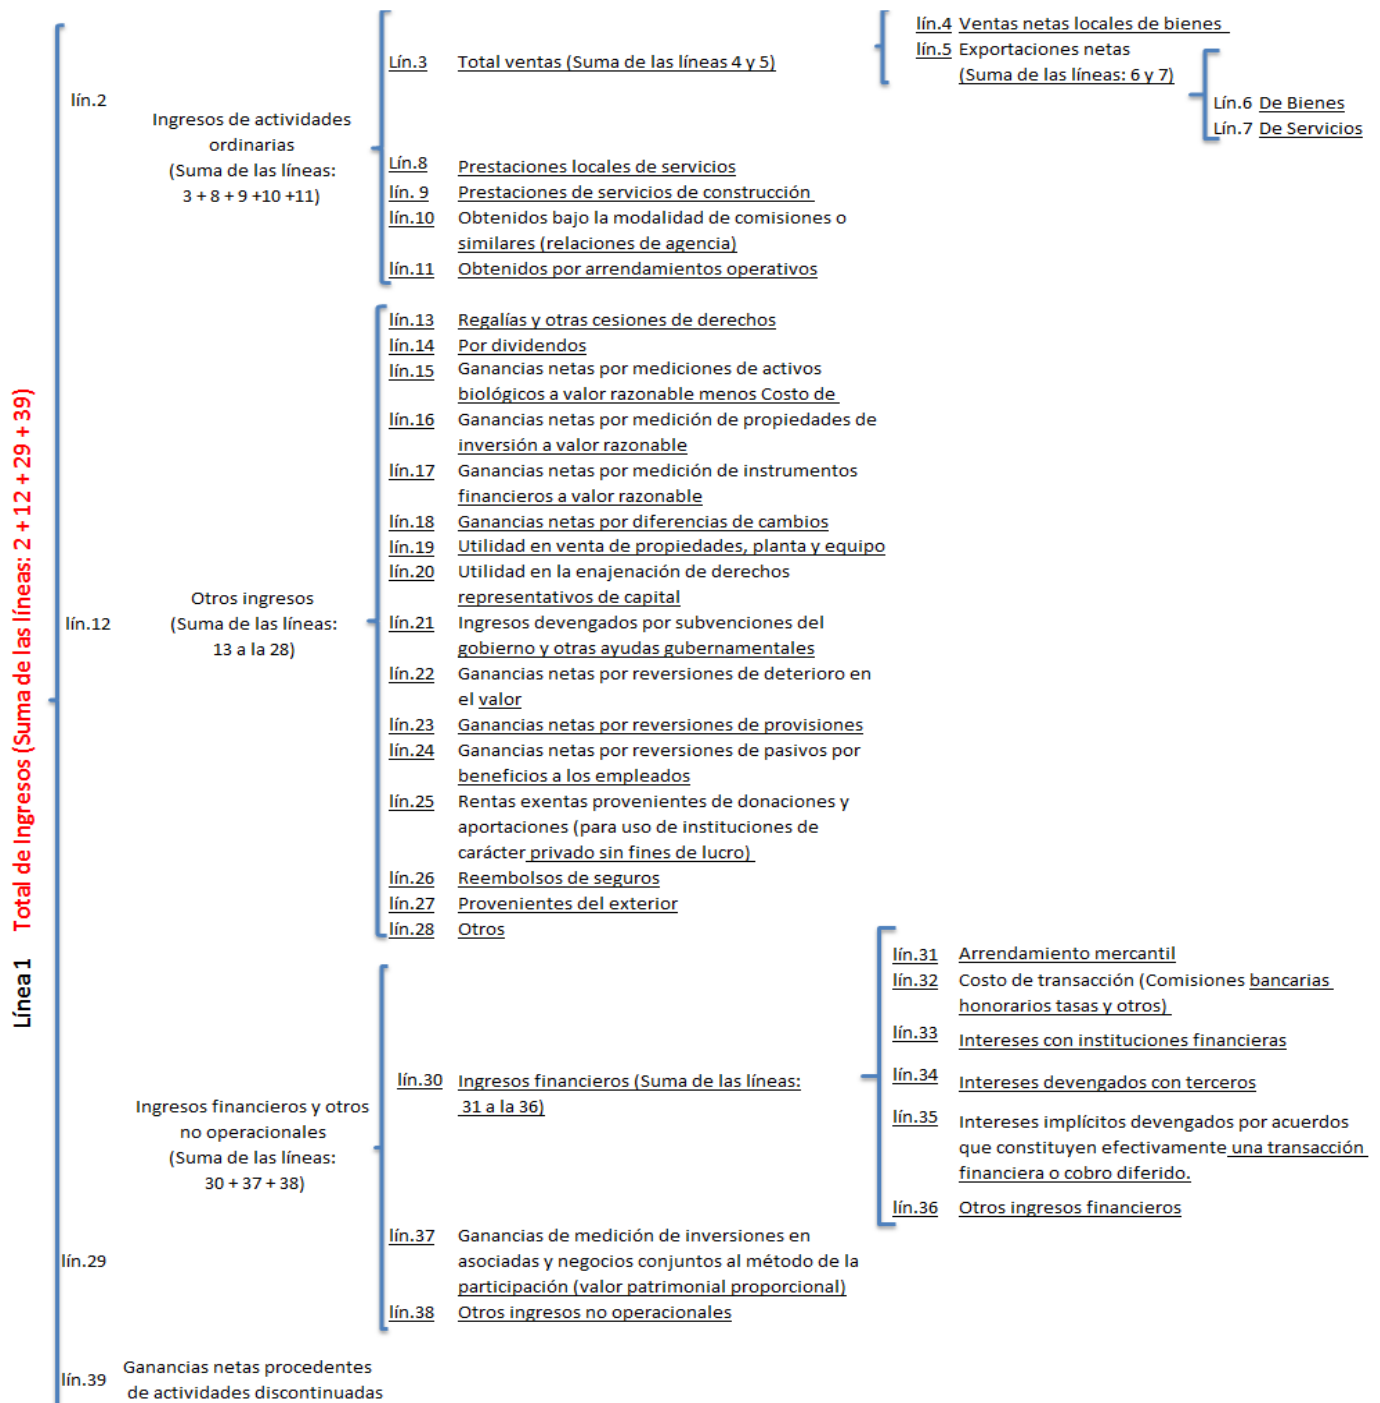 Línea 1 Total de Ingresos (Suma de las líneas: 2 + 12 + 29 + 39)
lín.2
Ingresos de actividades
ordinarias
(Suma de las líneas:
3 + 8 + 9 +10 +11)
Lín.3 Total ventas (Suma de las líneas 4 y 5)
lín.4 Ventas netas locales de bienes
lín.5 Exportaciones netas
(Suma de las líneas: 6 y 7)
Lín.6 De Bienes
Lín.7 De Servicios
Lín.8 Prestaciones locales de servicios
lín. 9 Prestaciones de servicios de construcción
lín.10 Obtenidos bajo la modalidad de comisiones o
similares (relaciones de agencia)
lín.11 Obtenidos por arrendamientos operativos
lín.12
Otros ingresos
(Suma de las líneas:
13 a la 28)
lín.13 Regalías y otras cesiones de derechos
lín.14 Por dividendos
lín.15 Ganancias netas por mediciones de activos
biológicos a valor razonable menos Costo de
lín.16 Ganancias netas por medición de propiedades de
inversión a valor razonable
lín.17 Ganancias netas por medición de instrumentos
financieros a valor razonable
lín.18 Ganancias netas por diferencias de cambios
lín.19 Utilidad en venta de propiedades, planta y equipo
lín.20 Utilidad en la enajenación de derechos
representativos de capital
lín.21 Ingresos devengados por subvenciones del
gobierno y otras ayudas gubernamentales
lín.22 Ganancias netas por reversiones de deterioro en
el valor
lín.23 Ganancias netas por reversiones de provisiones
lín.24 Ganancias netas por reversiones de pasivos por
beneficios a los empleados
lín.25 Rentas exentas provenientes de donaciones y
aportaciones (para uso de instituciones de
carácter privado sin fines de lucro)
lín.26 Reembolsos de seguros
lín.27 Provenientes del exterior
lín.28 Otros
lín.29
Ingresos financieros y otros
no operacionales
(Suma de las líneas:
30 + 37 + 38)
lín.30 Ingresos financieros (Suma de las líneas:
31 a la 36)
lín.31 Arrendamiento mercantil
lín.32 Costo de transacción (Comisiones bancarias
honorarios tasas y otros)
lín.33 Intereses con instituciones financieras
lín.34 Intereses devengados con terceros
lín.35 Intereses implícitos devengados por acuerdos
que constituyen efectivamente una transacción
financiera o cobro diferido.
lín.36 Otros ingresos financieros
lín.37 Ganancias de medición de inversiones en
asociadas y negocios conjuntos al método de la
participación (valor patrimonial proporcional)
lín.38 Otros ingresos no operacionales
lín.39 Ganancias netas procedentes
de actividades discontinuadas